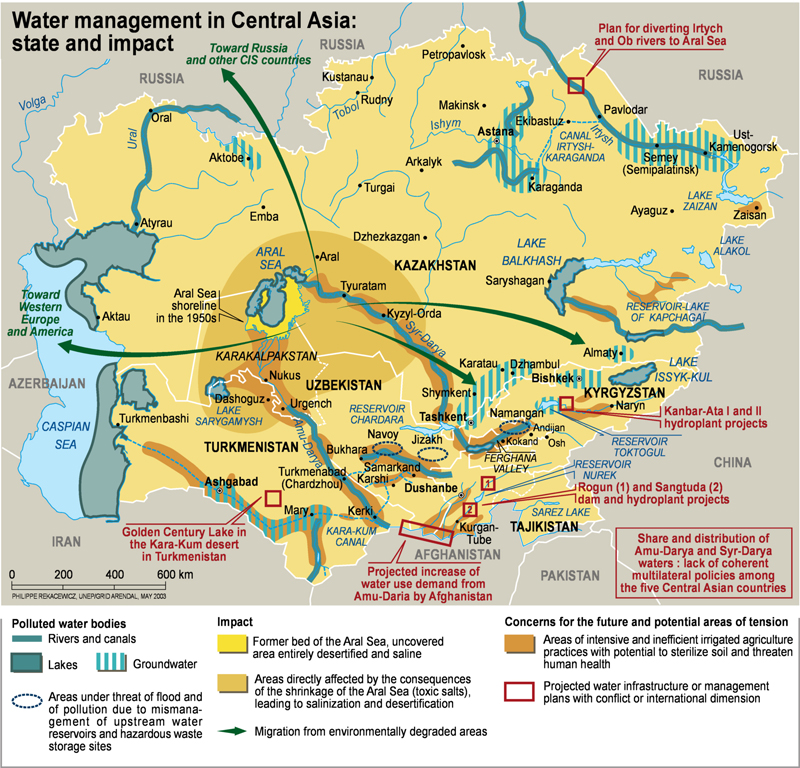 Water management in Central Asia:
state and impact
Toward Russia
and other CIS countries
Plan for diverting Irtych
and Ob rivers to Aral Sea
RUSSIA
RUSSIA
RUSSIA
Petropavlosk
Kustanau
Rudny
Tobol
Volga
Oral
Ural
Makinsk
Ishym
Astana
Ekibastuz
Pavlodar
Irtysh
CANAL
IRTYSH-
KARAGANDA
Ust-
Kamenogorsk
Semey
(Semipalatinsk)
Aktobe
Arkalyk
Karaganda
Turgai
LAKE
ZAIZAN
Zaisan
Ayaguz
Emba
Atyrau
Dzhezkazgan
LAKE
ALAKOL
LAKE
BALKHASH
KAZAKHSTAN
Saryshagan
ARAL
SEA
Aral
Tyuratam
Aral Sea
shoreline
in the 1950s
RESERVOIR-LAKE
OF KAPCHAGAÏ
Toward
Western
Europe
and America
Aktau
Kyzyl-Orda
Syr-Darya
KARAKALPAKSTAN
Karatau
Dzhambul
Almaty
LAKE
ISSYK-KUL
Bishkek
AZERBAIJAN
Nukus
UZBEKISTAN
Shymkent
KYRGYZSTAN
Dashoguz
Urgench
LAKE
SARYGAMYSH
Tashkent
Namangan
Naryn
Kanbar-Ata I and II
hydroplant projects
CASPIAN
SEA
Turkmenbashi
RESERVOIR
CHARDARA
Andijan
Kokand
Osh
RESERVOIR
TOKTOGUL
TURKMENISTAN
Amu-Darya
Navoy
Jizakh
Bukhara
FERGHANA
VALLEY
CHINA
Samarkand
Karshi
RESERVOIR
NUREK
Turkmenabad
(Chardzhou)
Dushanbe
1
Rogun (1) and Sangtuda (2)
dam and hydroplant projects
Ashgabad
2
Mary
Kerki
Kurgan-
Tube
SAREZ LAKE
TAJIKISTAN
Golden Century Lake
in the Kara-Kum desert
in Turkmenistan
KARA-KUM
CANAL
IRAN
AFGHANISTAN
Projected increase of
water use demand from
Amu-Daria by Afghanistan
PAKISTAN
Share and distribution of
Amu-Darya and Syr-Darya
waters : lack of coherent
multilateral policies among
the five Central Asian countries
0 200 400 600 km
PHILIPPE REKACEWICZ, UNEP/GRID ARENDAL, MAY 2003
Polluted water bodies
Rivers and canals
Lakes
Groundwater
Areas under threat of flood and
of pollution due to mismana-
gement of upstream water
reservoirs and hazardous waste
storage sites
Impact
Former bed of the Aral Sea, uncovered
area entirely desertified and saline
Areas directly affected by the consequences
of the shrinkage of the Aral Sea (toxic salts),
leading to salinization and desertification
Migration from environmentally degraded areas
Concerns for the future and potential areas of tension
Areas of intensive and inefficient irrigated agriculture
practices with potential to sterilize soil and threaten
human health
Projected water infrastructure or management
plans with conflict or international dimension